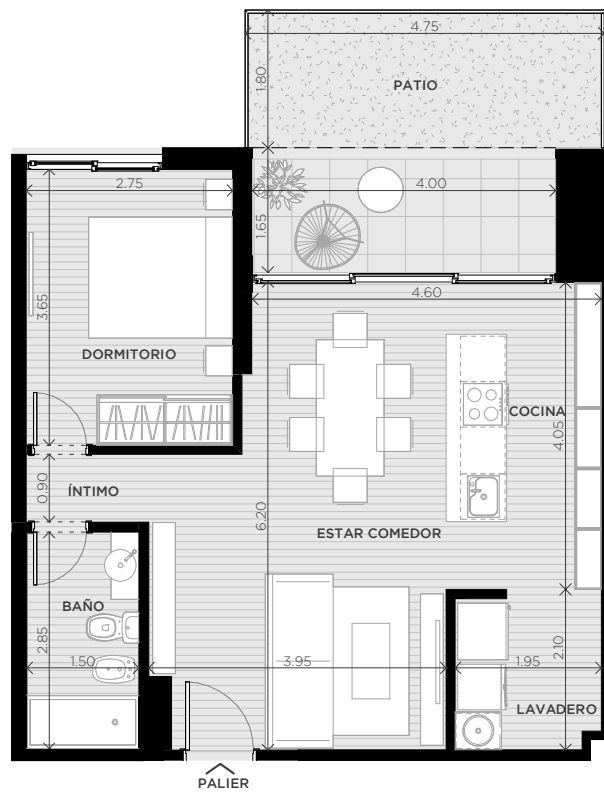 4.75
1.80
PATIO
2.75
4.00
1.65
4.60
3.65
DORMITORIO
COCINA
4.05
ÍNTIMO
0.90
6.20
ESTAR COMEDOR
BAÑO
2.85
1.50
3.95
1.95
2.10
LAVADERO
PALIER